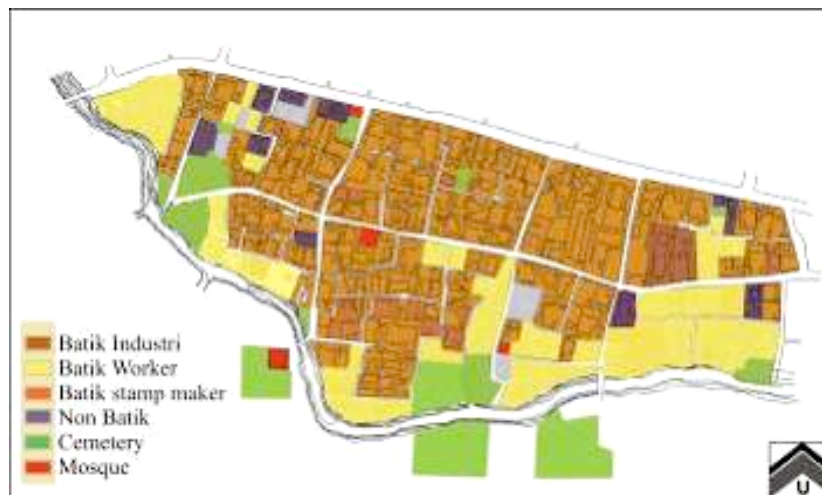 Batik Industri
Batik Worker
Batik stamp maker
Non Batik
Cemetery
Mosque
U